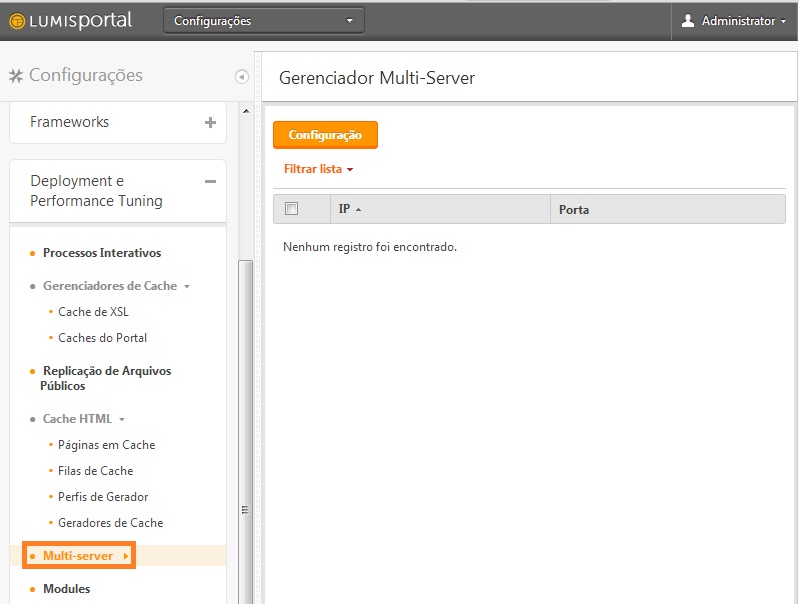 LUMISportal
Configurações
Administrator
Configurações
Frameworks
Deployment e
Performance Tuning
Processos Interativos
Gerenciadores de Cache
Cache de XSL
Caches do Portal
Replicação de Arquivos
Públicos
Cache HTML
Páginas em Cache
Filas de Cache
Perfis de Gerador
Geradores de Cache
Multi-server
Modules
Gerenciador Multi-Server
Configuração
Filtrar lista
IP
Porta
Nenhum registro foi encontrado.